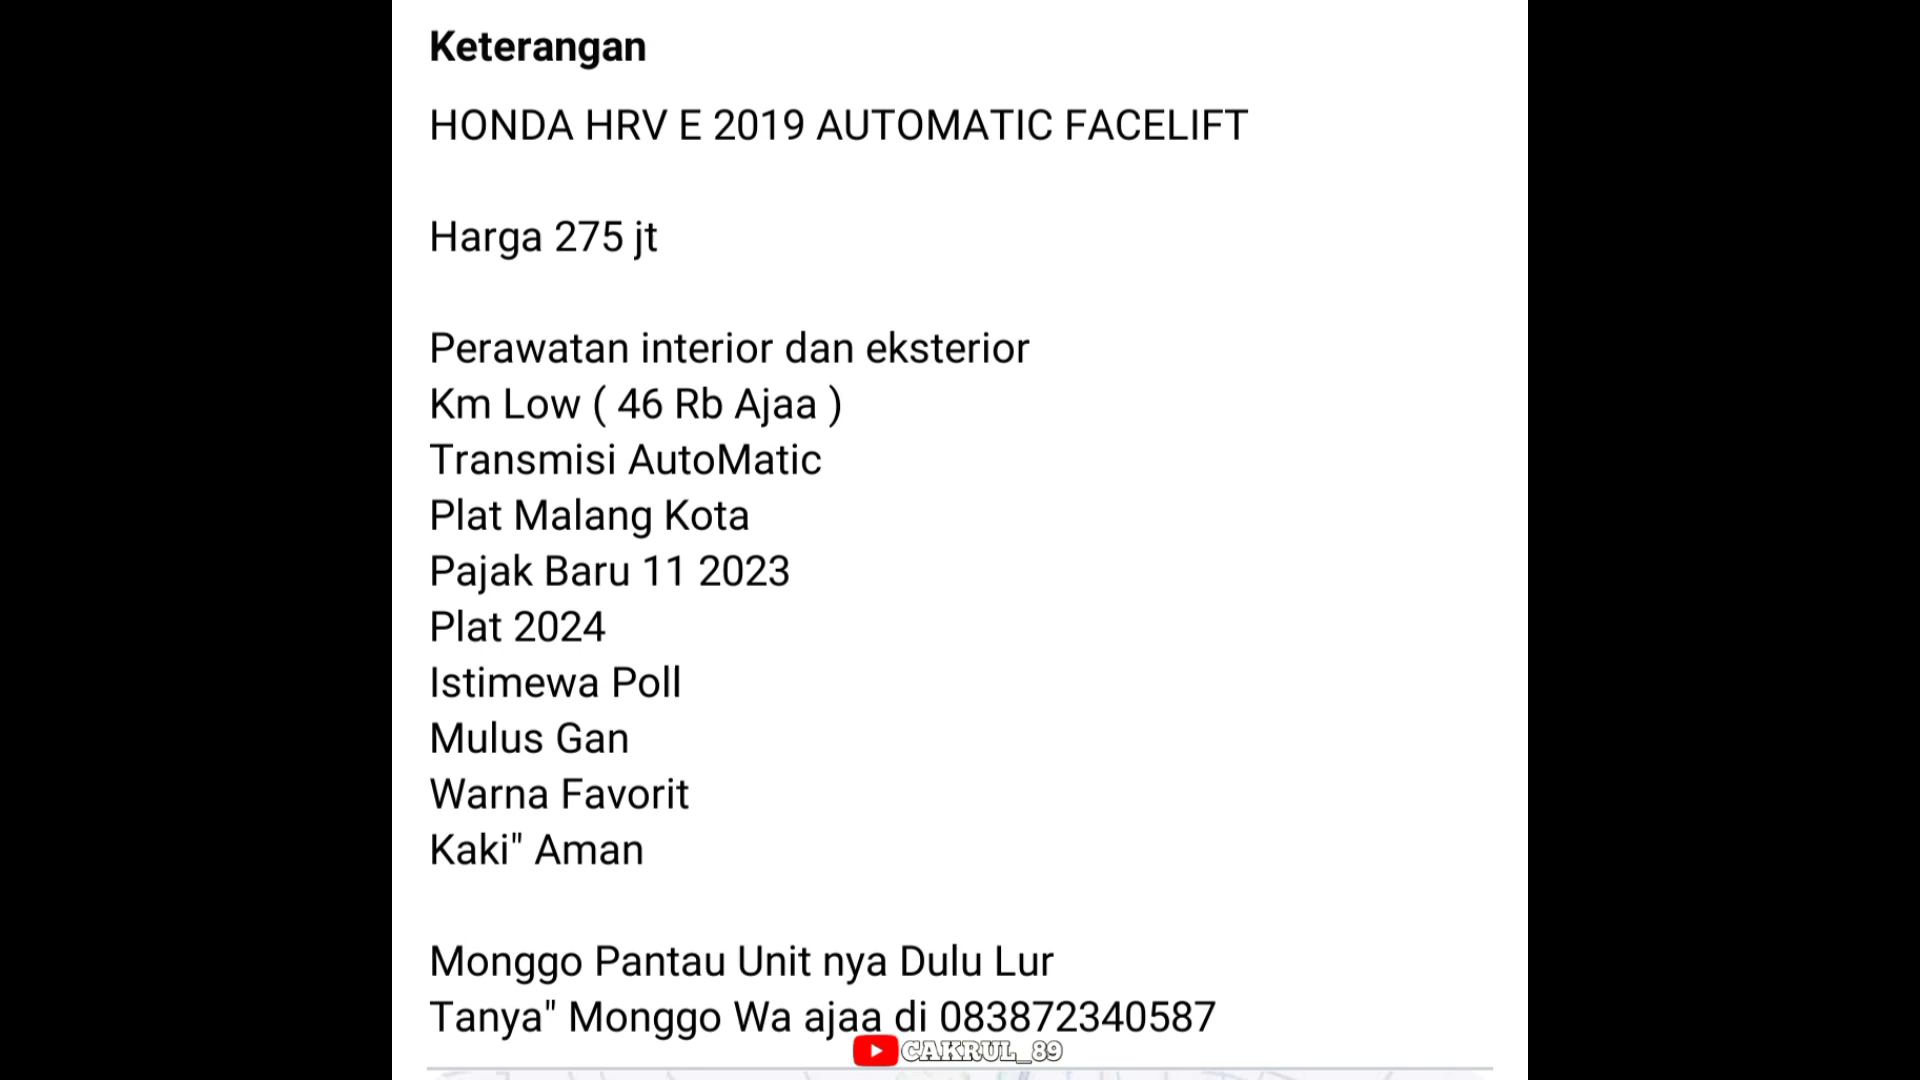 Keterangan
HONDA HRV E 2019 AUTOMATIC FACELIFT
Harga 275 jt
Perawatan interior dan eksterior
Km Low ( 46 Rb Ajaa )
Transmisi AutoMatic
Plat Malang Kota
Pajak Baru 11 2023
Plat 2024
Istimewa Poll
Mulus Gan
Warna Favorit
Kaki" Aman
Monggo Pantau Unit nya Dulu Lur
Tanya" Monggo Wa ajaa di 083872340587
CAKRUL_89